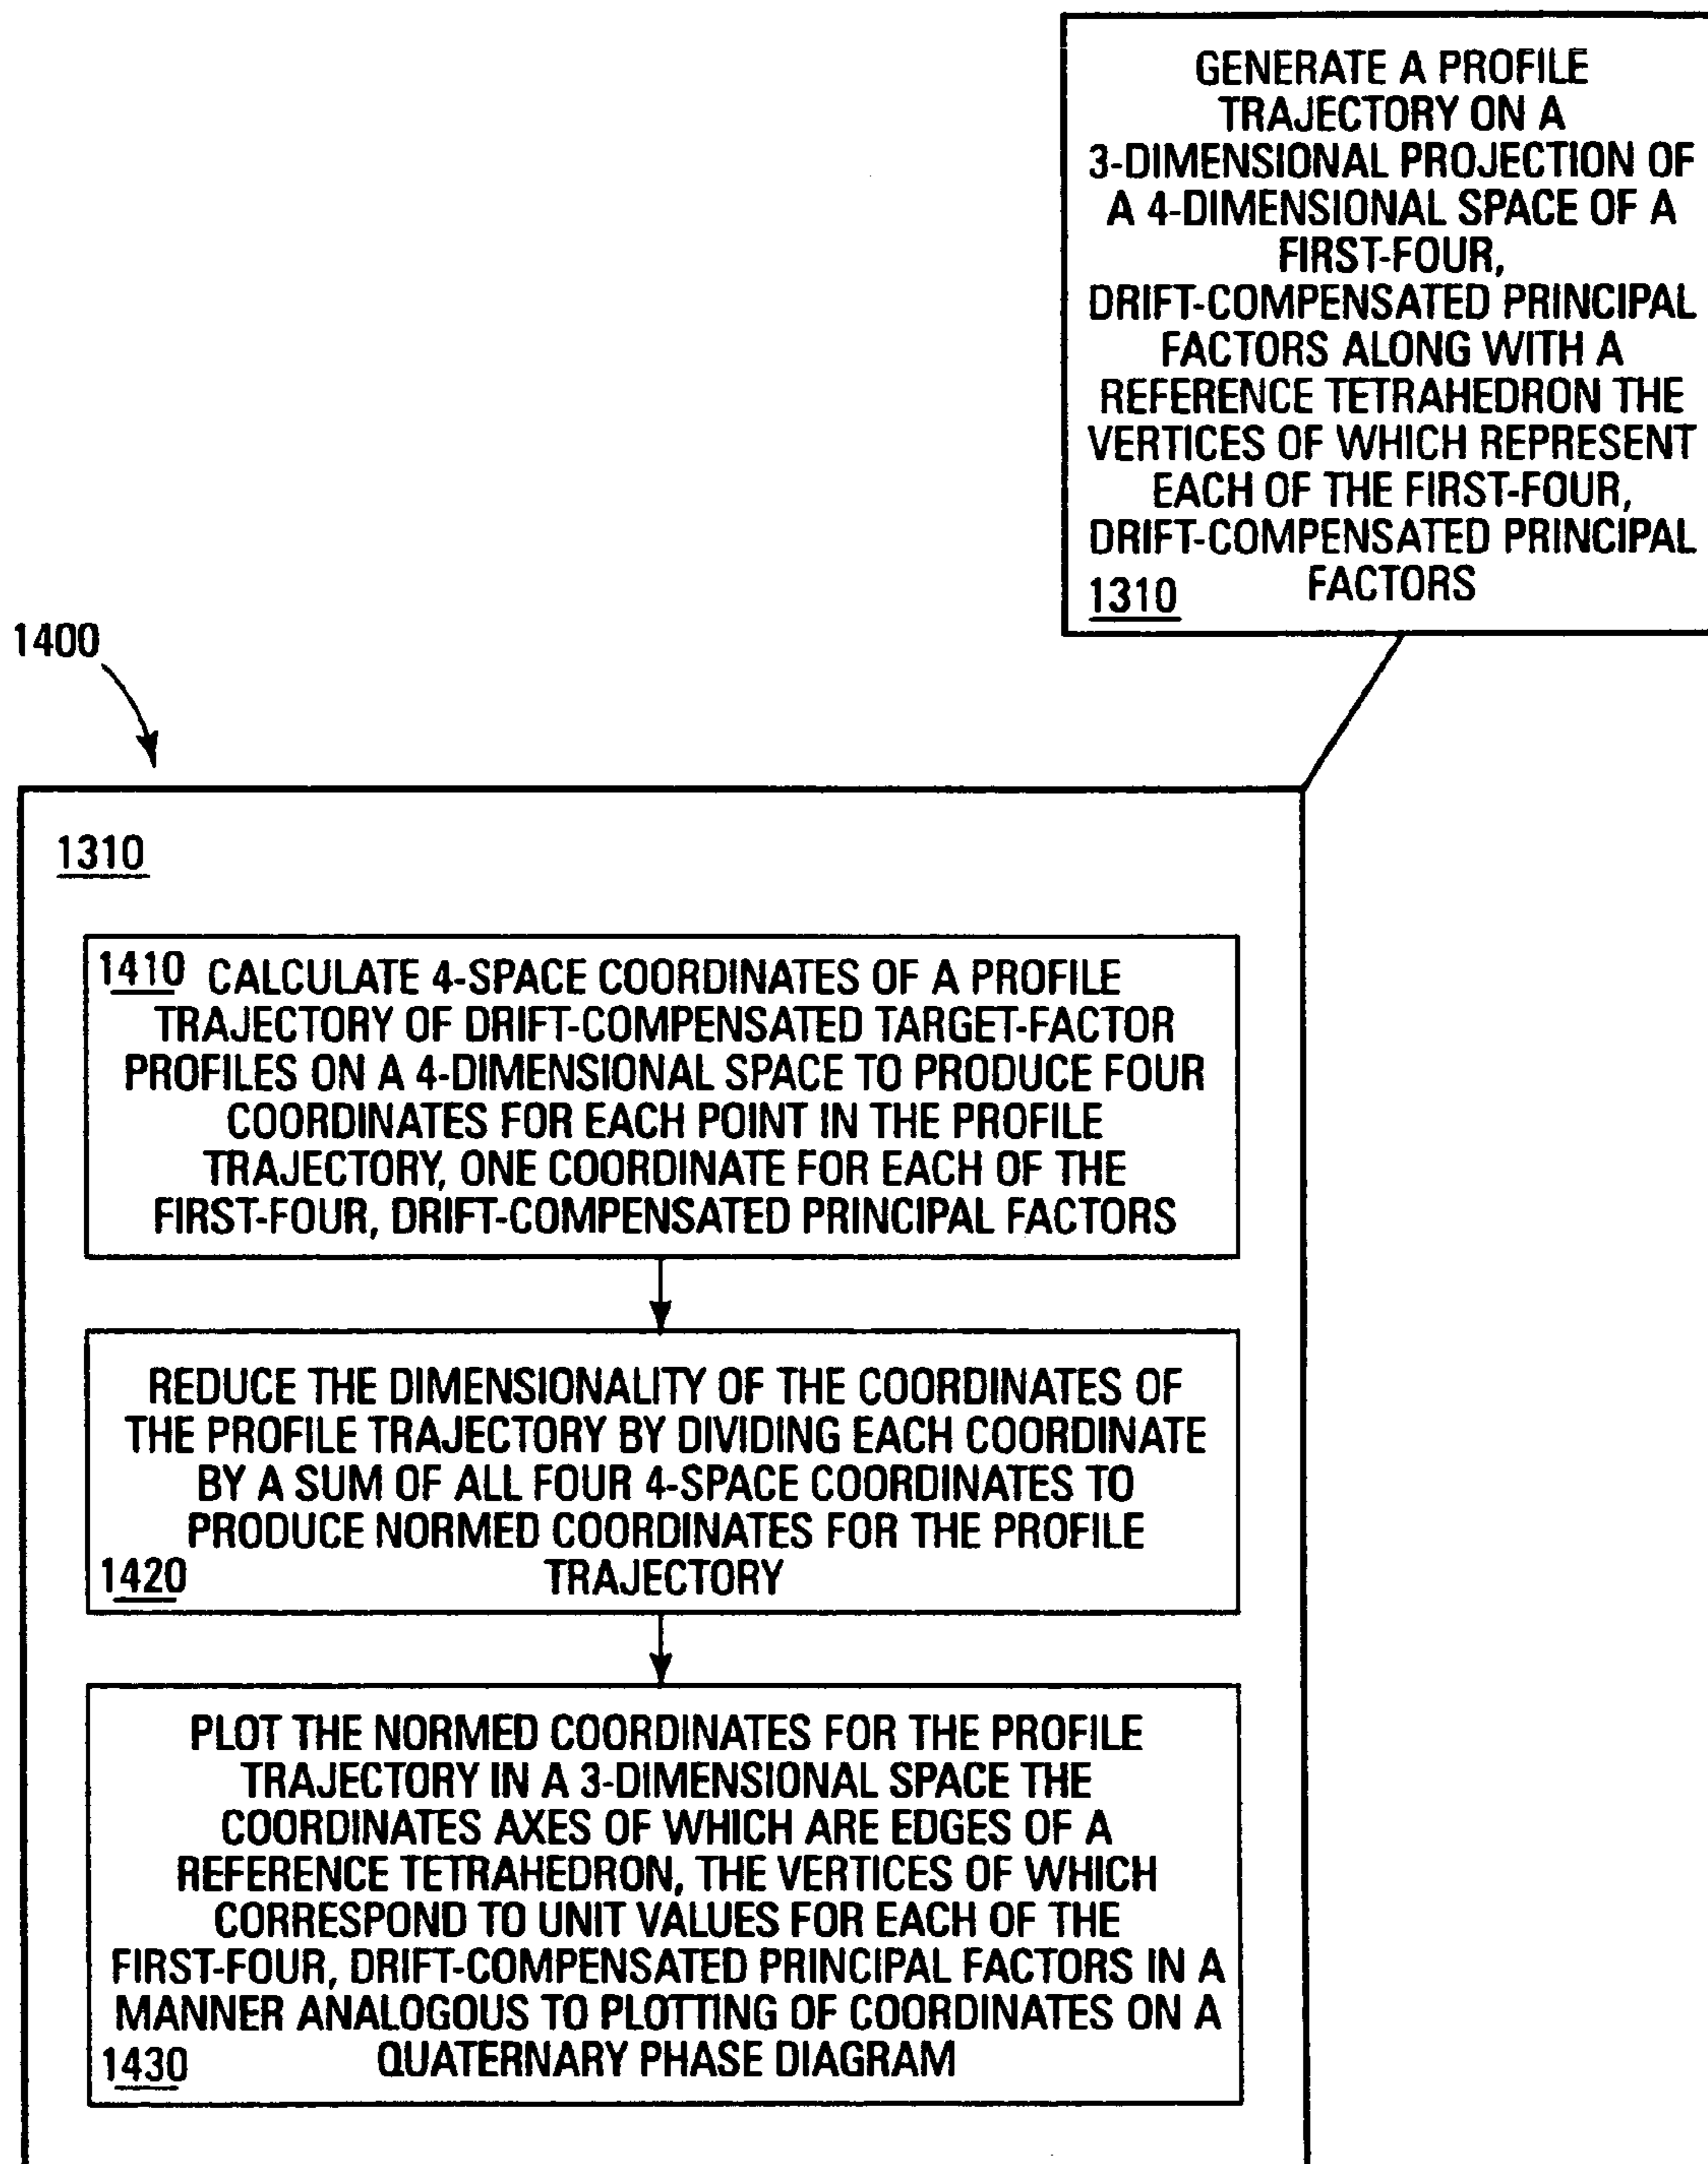 GENERATE A PROFILE
TRAJECTORY ON A
3-DIMENSIONAL PROJECTION OF
A 4-DIMENSIONAL SPACE OF A
FIRST-FOUR,
DRIFT-COMPENSATED PRINCIPAL
FACTORS ALONG WITH A
REFERENCE TETRAHEDRON THE
VERTICES OF WHICH REPRESENT
EACH OF THE FIRST-FOUR,
DRIFT-COMPENSATED PRINCIPAL
1310 FACTORS
1400
1310
1410 CALCULATE 4-SPACE COORDINATES OF A PROFILE
TRAJECTORY OF DRIFT-COMPENSATED TARGET-FACTOR
PROFILES ON A 4-DIMENSIONAL SPACE TO PRODUCE FOUR
COORDINATES FOR EACH POINT IN THE PROFILE
TRAJECTORY, ONE COORDINATE FOR EACH OF THE
FIRST-FOUR, DRIFT-COMPENSATED PRINCIPAL FACTORS
REDUCE THE DIMENSIONALITY OF THE COORDINATES OF
THE PROFILE TRAJECTORY BY DIVIDING EACH COORDINATE
BY A SUM OF ALL FOUR 4-SPACE COORDINATES TO
PRODUCE NORMED COORDINATES FOR THE PROFILE
1420 TRAJECTORY
PLOT THE NORMED COORDINATES FOR THE PROFILE
TRAJECTORY IN A 3-DIMENSIONAL SPACE THE
COORDINATES AXES OF WHICH ARE EDGES OF A
REFERENCE TETRAHEDRON, THE VERTICES OF WHICH
CORRESPOND TO UNIT VALUES FOR EACH OF THE
FIRST-FOUR, DRIFT-COMPENSATED PRINCIPAL FACTORS IN A
MANNER ANALOGOUS TO PLOTTING OF COORDINATES ON A
1430 QUATERNARY PHASE DIAGRAM